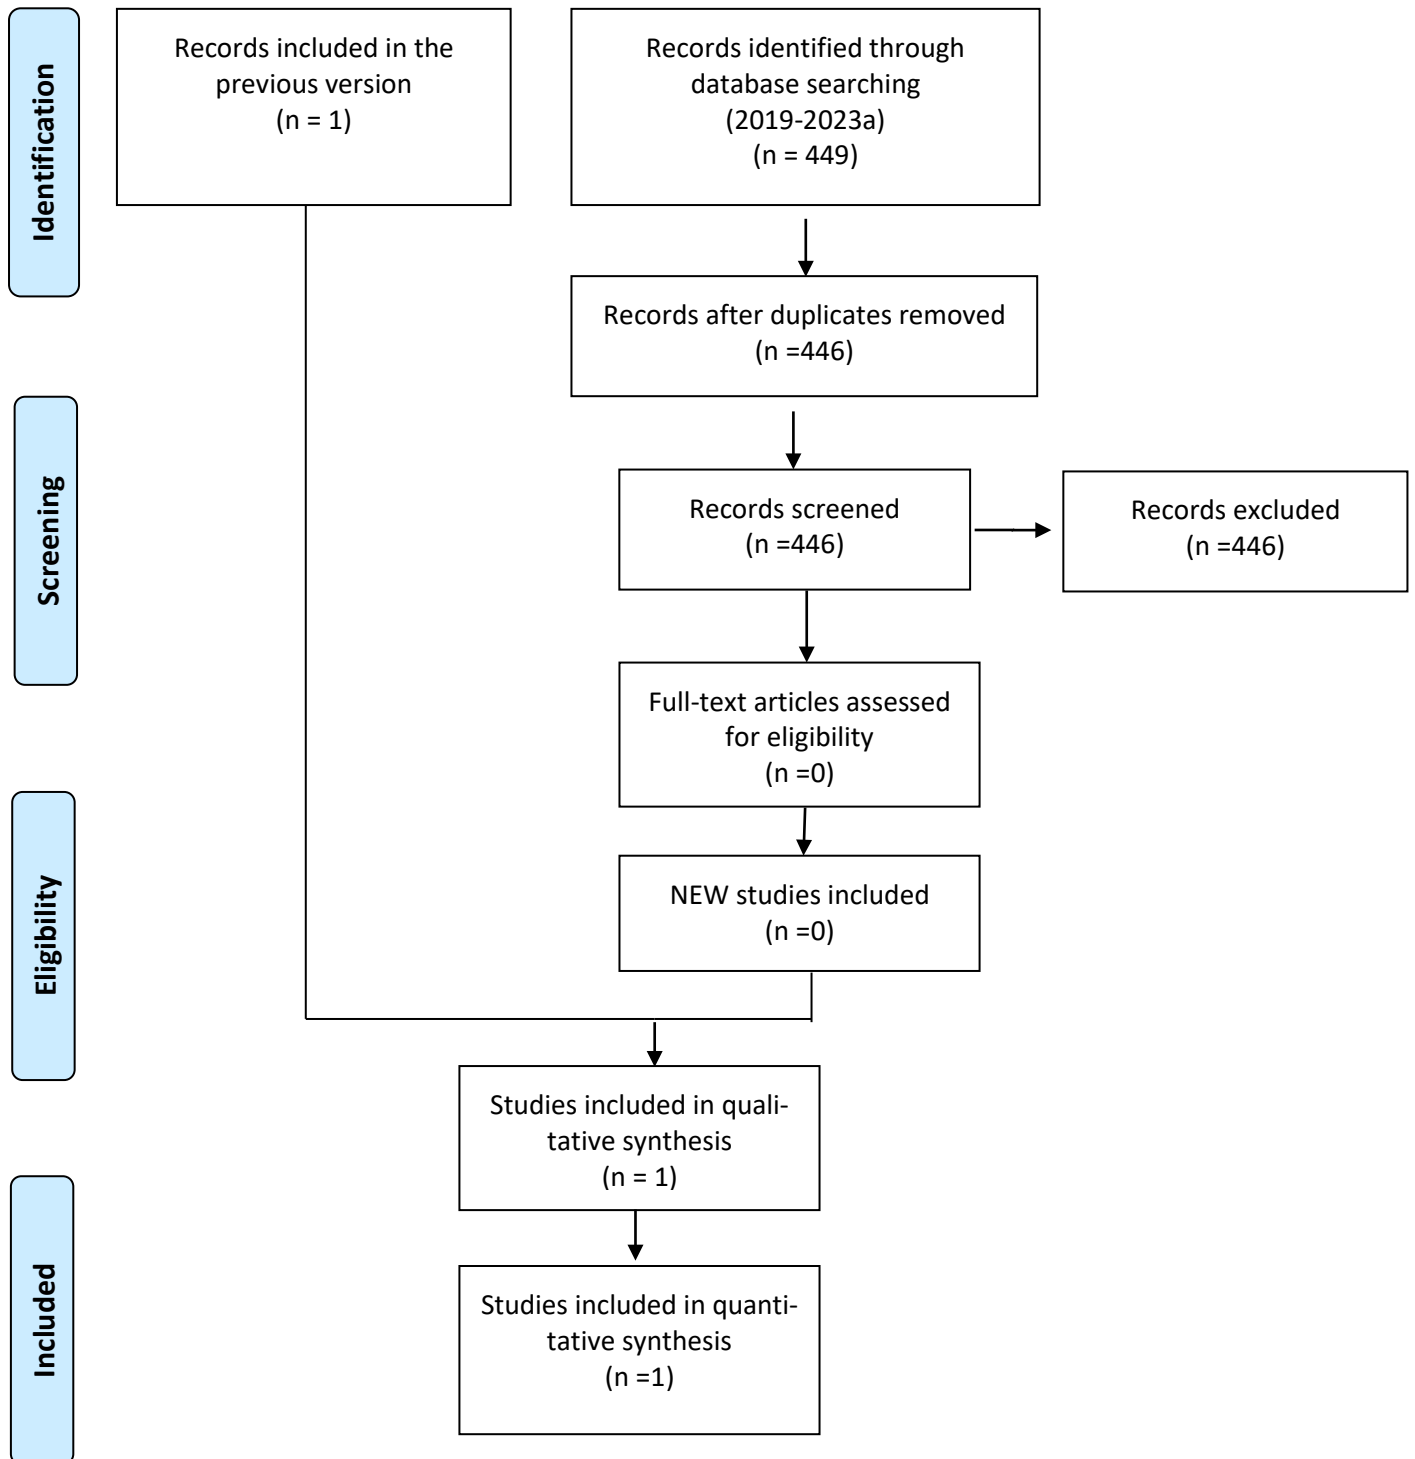 Identification
Records included in the
previous version
(n = 1)
Records identified through
database searching
(2019-2023a)
(n = 449)
Records after duplicates removed
(n =446)
Screening
Records screened
(n =446)
Records excluded
(n =446)
Full-text articles assessed
for eligibility
(n =0)
Eligibility
NEW studies included
(n =0)
Studies included in quali-
tative synthesis
(n = 1)
Included
Studies included in quanti-
tative synthesis
(n =1)